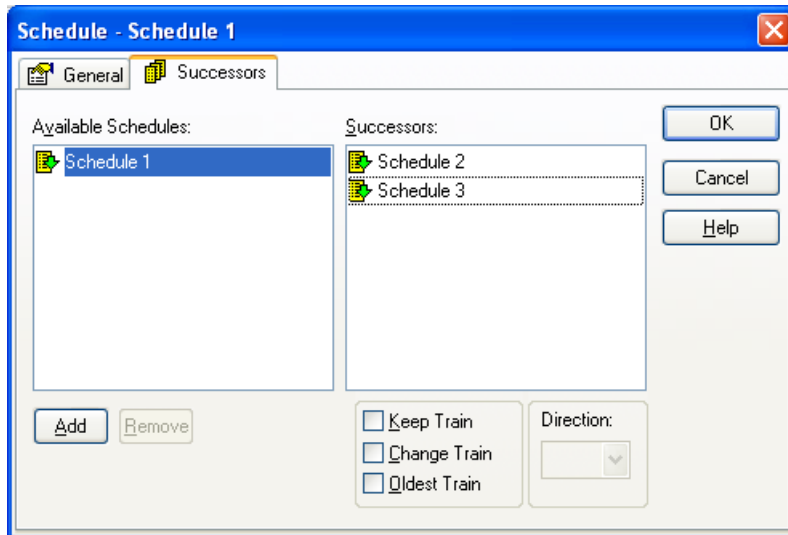 Schedule - Schedule 1
General
Successors
Available Schedules:
Successors:
Schedule 1
Schedule 2
Schedule 3
OK
Cancel
Help
Add
Remove
Keep Train
Change Train
Oldest Train
Direction: